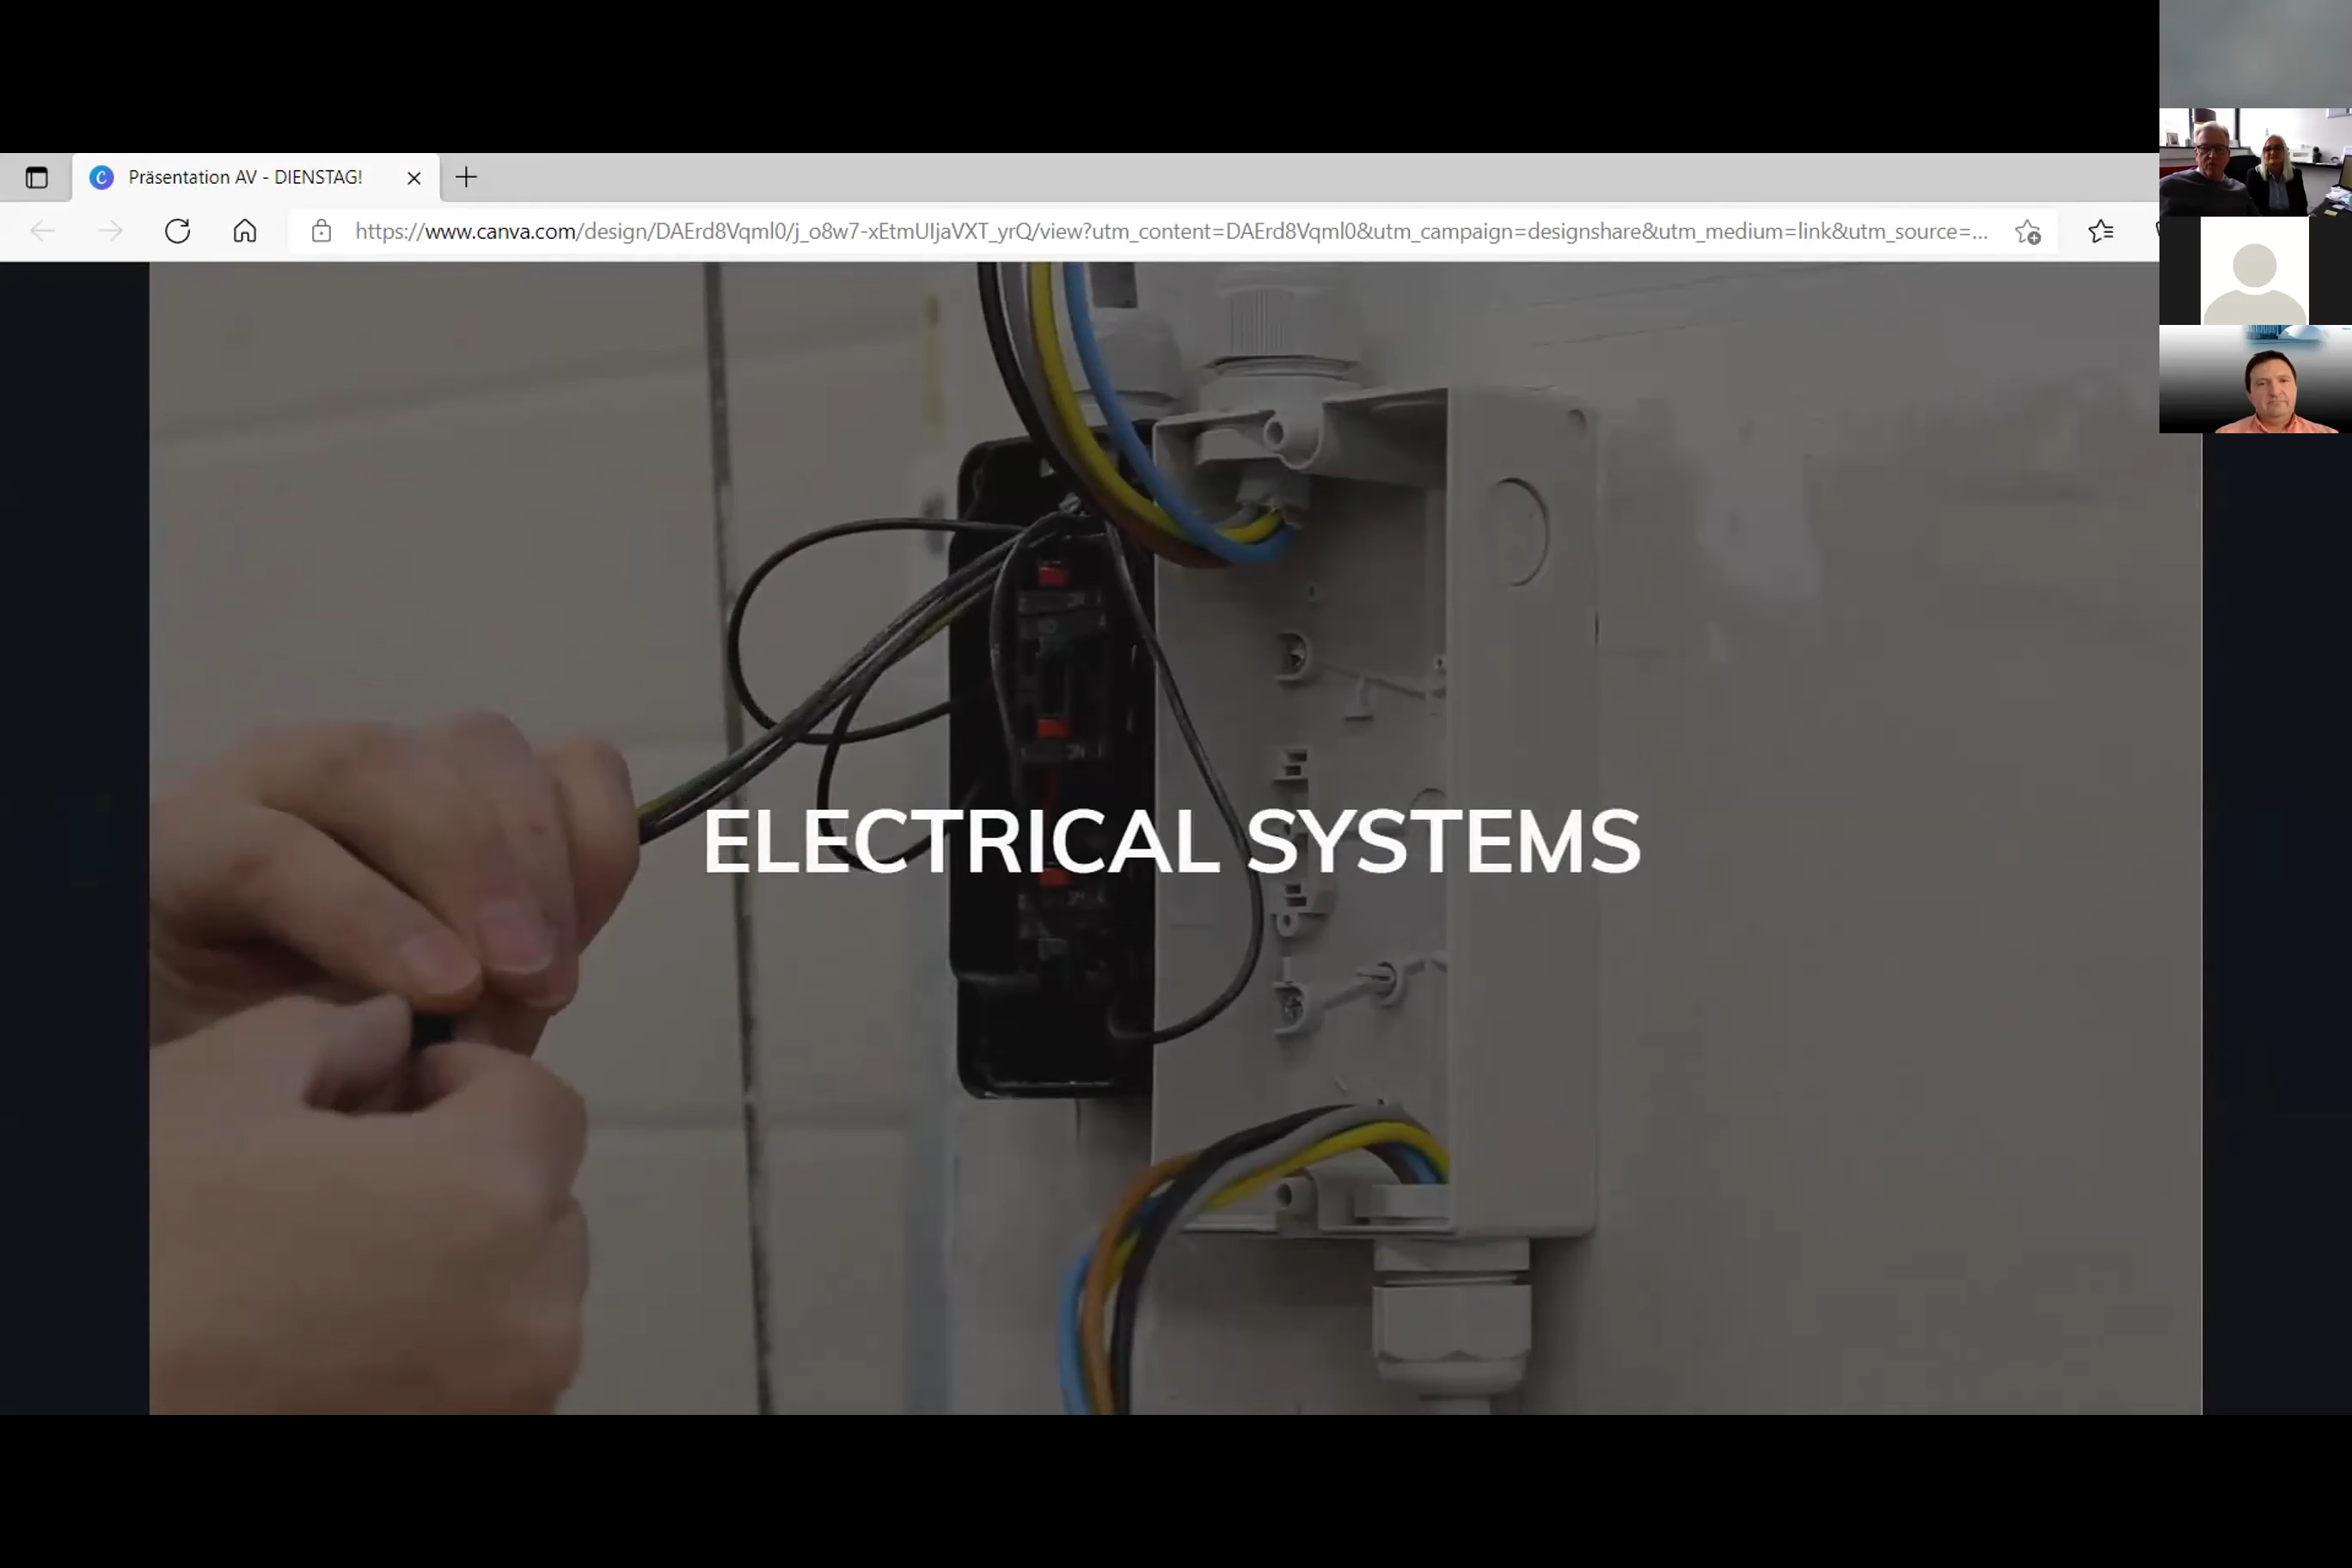 Präsentation AV - DIENSTAG!
https://www.canva.com/design/DAErd8Vqml0/j_o8w7-xEtmUIjaVXT_yrQ/view?utm_content=DAErd8Vqml0&utm_campaign=designshare&utm_medium=link&utm_source=...
ELECTRICAL SYSTEMS